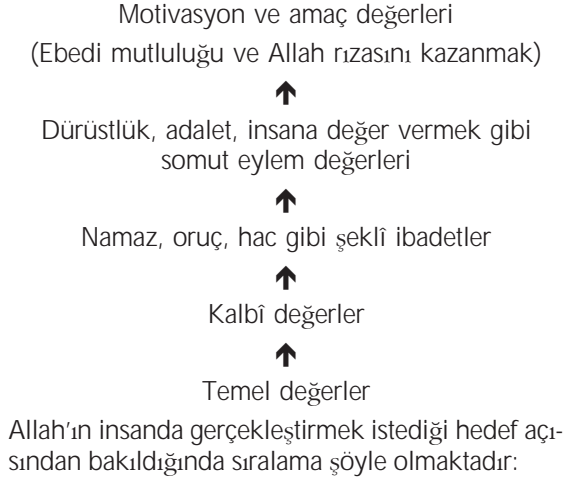 Motivasyon ve amaç değerleri
(Ebedi mutluluğu ve Allah rızasını kazanmak)
↑
Dürüstlük, adalet, insana değer vermek gibi
somut eylem değerleri
↑
Namaz, oruç, hac gibi şeklî ibadetler
↑
Kalbî değerler
↑
Temel değerler
Allah'ın insanda gerçekleştirmek istediği hedef açı-
sından bakıldığında sıralama şöyle olmaktadır: